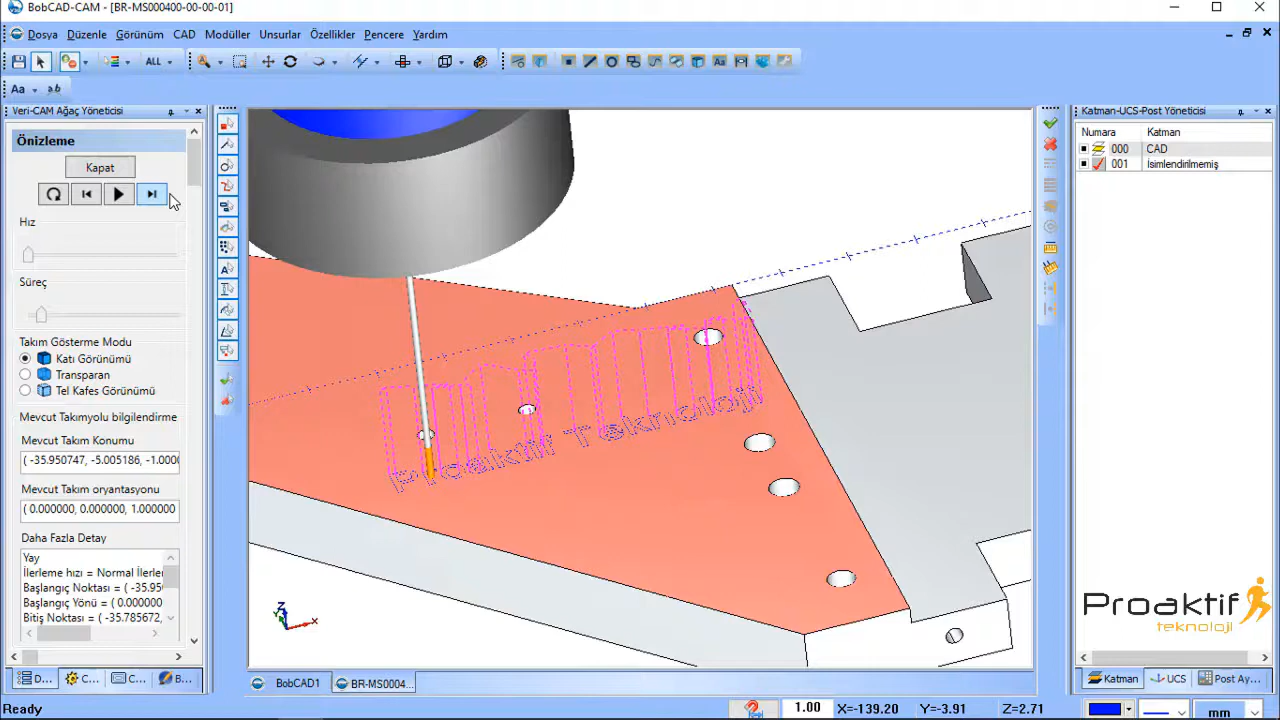 BobCAD-CAM - [BR-MS000400-00-00-01]
Dosya Düzenle Görünüm CAD Modüller Unsurlar Özellikler Pencere Yardım
ALL
Aa ab
Veri-CAM Ağaç Yöneticisi
Önizleme
Kapat
Hız
Süreç
Takım Gösterme Modu
Katı Görünümü
Transparan
Tel Kafes Görünümü
Mevcut Takımyolu bilgilendirme
Mevcut Takım Konumu
( -35.950747, -5.005186, -1.0000
Mevcut Takım oryantasyonu
( 0.000000, 0.000000, 1.000000
Daha Fazla Detay
Yay
İlerleme hızı = Normal İlerler
Başlangıç Noktası = ( -35.95
Başlangıç Yönü = ( 0.000000
Bitiş Noktası = ( -35.785672,
D... C... C... B...
Proaktif Teknoloji
Z
X
BobCAD1 BR-MS0004...
Katman-UCS-Post Yöneticisi
Numara Katman
000 CAD
001 İsimlendirilmemiş
Proaktif
teknoloji
Katman UCS Post Ay...
Ready 1.00 X=-139.20 Y=-3.91 Z=2.71 mm